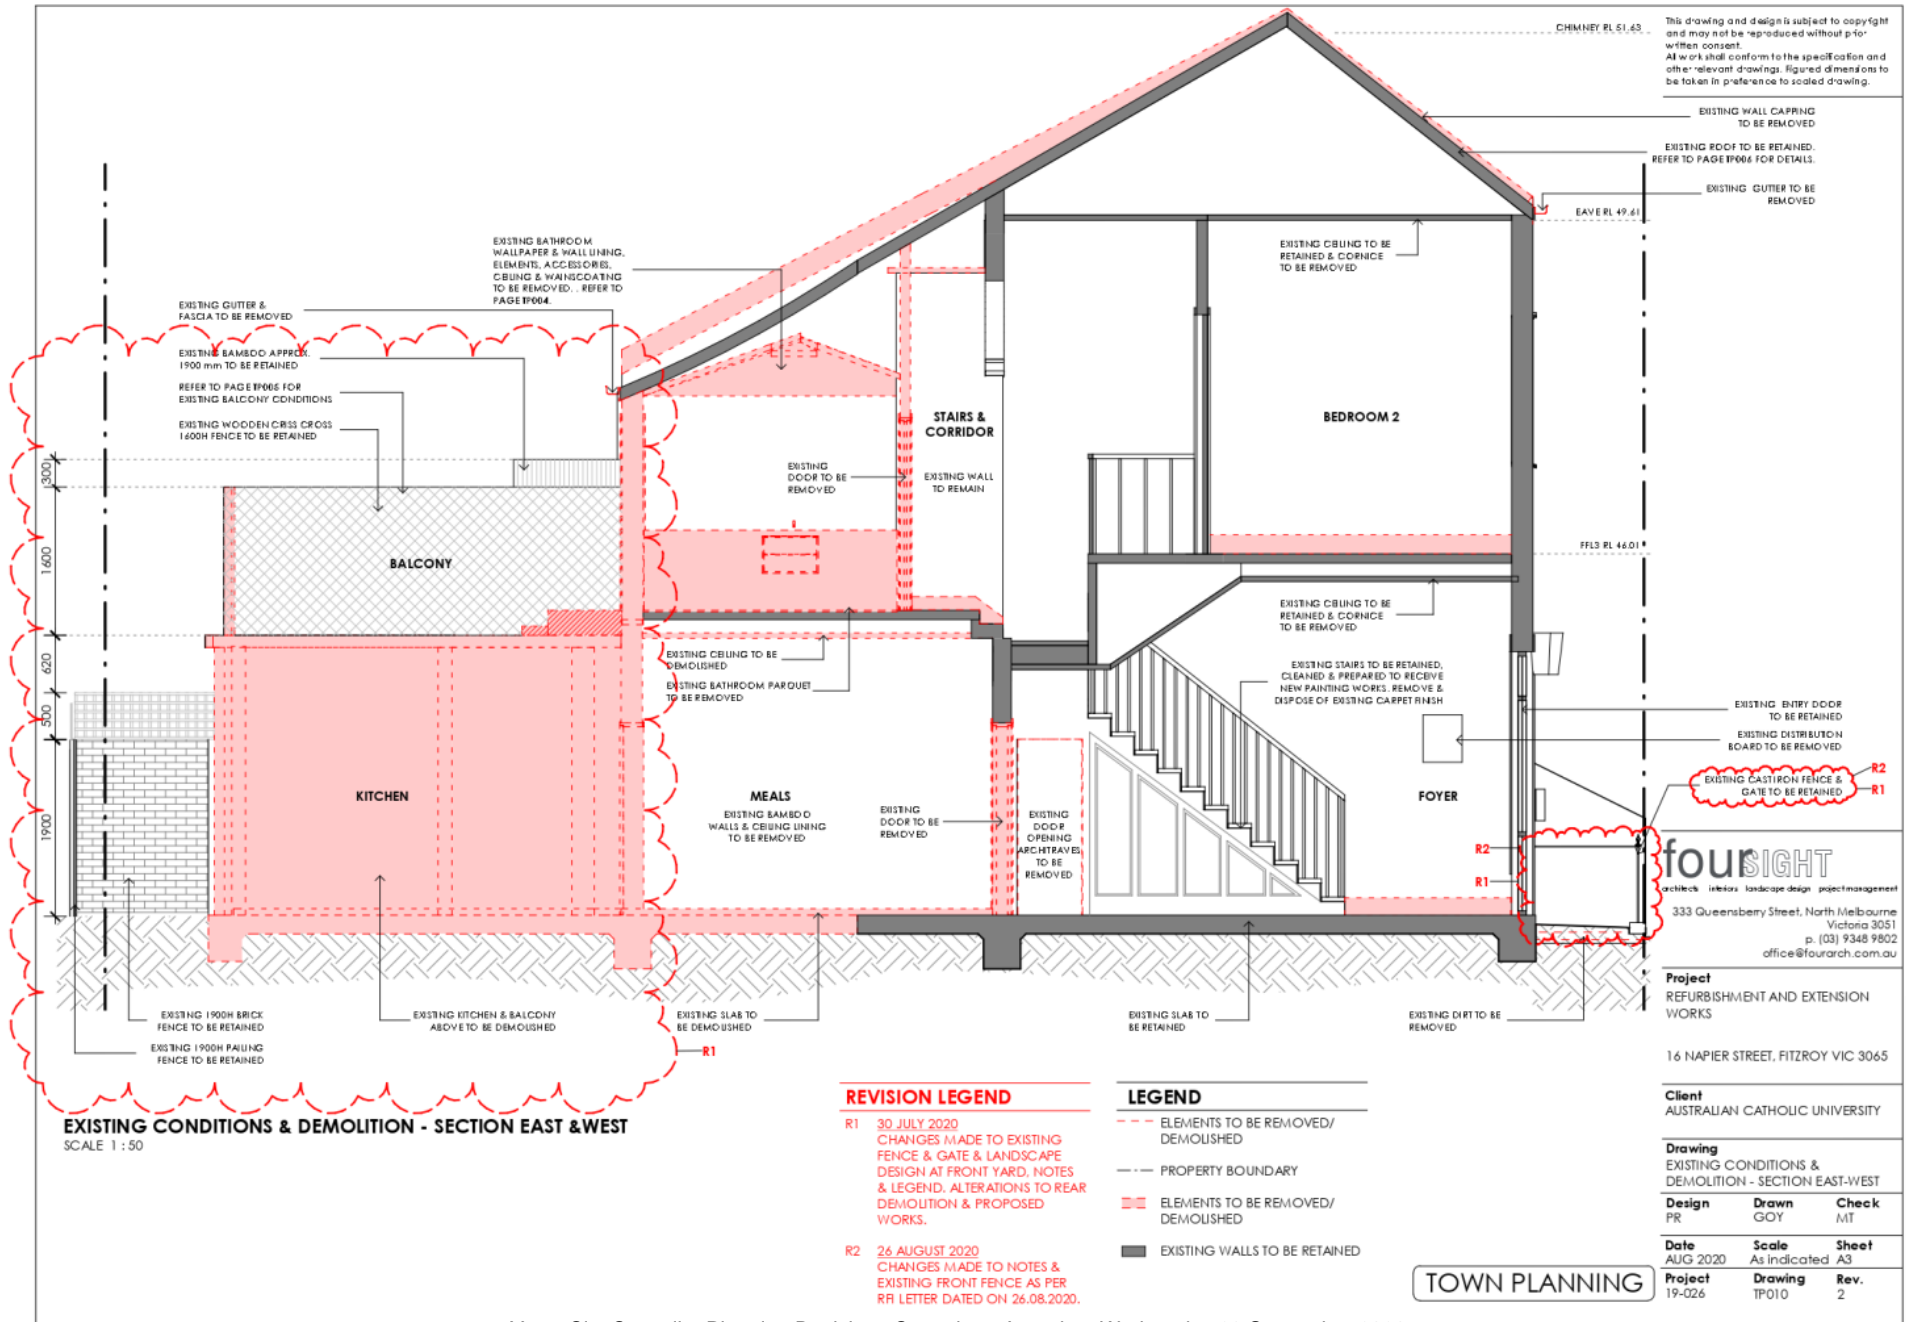 CHIMNEY RL 51.63
This drawing and design is subject to copyright
and may not be reproduced without prior
written consent.
All work shall conform to the specification and
other relevant drawings. Figured dimensions to
be taken in preference to scaled drawing.
EXISTING WALL CAPPING
TO BE REMOVED
EXISTING ROOF TO BE RETAINED.
REFER TO PAGE TP006 FOR DETAILS.
EXISTING GUTTER TO BE
REMOVED
EAVE RL 49.61
EXISTING CEILING TO BE
RETAINED & CORNICE
TO BE REMOVED
EXISTING BATHROOM
WALLPAPER & WALL LINING,
ELEMENTS, ACCESSORIES,
CEILING & WAINSCOATING
TO BE REMOVED. . REFER TO
PAGE TP004.
EXISTING GUTTER &
FASCIA TO BE REMOVED
EXISTING BAMBOO APPROX.
1900 mm TO BE RETAINED
REFER TO PAGE TP005 FOR
EXISTING BALCONY CONDITIONS
EXISTING WOODEN CRISS CROSS
1600H FENCE TO BE RETAINED
300
1600
620
500
1900
BALCONY
EXISTING
DOOR TO BE
REMOVED
STAIRS &
CORRIDOR
EXISTING WALL
TO REMAIN
BEDROOM 2
FFL3 RL 46.01
EXISTING CEILING TO BE
RETAINED & CORNICE
TO BE REMOVED
EXISTING CEILING TO BE
DEMOLISHED
EXISTING BATHROOM PARQUET
TO BE REMOVED
EXISTING STAIRS TO BE RETAINED,
CLEANED & PREPARED TO RECEIVE
NEW PAINTING WORKS. REMOVE &
DISPOSE OF EXISTING CARPET FINISH
EXISTING ENTRY DOOR
TO BE RETAINED
EXISTING DISTRIBUTION
BOARD TO BE REMOVED
EXISTING CAST IRON FENCE &
GATE TO BE RETAINED
R2
R1
KITCHEN
MEALS
EXISTING BAMBOO
WALLS & CEILING LINING
TO BE REMOVED
EXISTING
DOOR TO BE
REMOVED
EXISTING
DOOR
OPENING
ARCHITRAVES
TO BE
REMOVED
FOYER
R2
R1
fourSIGHT
architects interiors landscape design project management
333 Queensberry Street, North Melbourne
Victoria 3051
p. (03) 9348 9802
office@fourarch.com.au
EXISTING 1900H BRICK
FENCE TO BE RETAINED
EXISTING 1900H PAILING
FENCE TO BE RETAINED
EXISTING KITCHEN & BALCONY
ABOVE TO BE DEMOLISHED
EXISTING SLAB TO
BE DEMOLISHED
R1
EXISTING SLAB TO
BE RETAINED
EXISTING DIRT TO BE
REMOVED
EXISTING CONDITIONS & DEMOLITION - SECTION EAST &WEST
SCALE 1 : 50
REVISION LEGEND
R1 30 JULY 2020
CHANGES MADE TO EXISTING
FENCE & GATE & LANDSCAPE
DESIGN AT FRONT YARD, NOTES
& LEGEND. ALTERATIONS TO REAR
DEMOLITION & PROPOSED
WORKS.
R2 26 AUGUST 2020
CHANGES MADE TO NOTES &
EXISTING FRONT FENCE AS PER
RFI LETTER DATED ON 26.08.2020.
LEGEND
ELEMENTS TO BE REMOVED/
DEMOLISHED
PROPERTY BOUNDARY
ELEMENTS TO BE REMOVED/
DEMOLISHED
EXISTING WALLS TO BE RETAINED
TOWN PLANNING
Project
REFURBISHMENT AND EXTENSION
WORKS
16 NAPIER STREET, FITZROY VIC 3065
Client
AUSTRALIAN CATHOLIC UNIVERSITY
Drawing
EXISTING CONDITIONS &
DEMOLITION - SECTION EAST-WEST
Design Drawn Check
PR GOY MT
Date Scale Sheet
AUG 2020 As indicated A3
Project Drawing Rev.
19-026 TP010 2